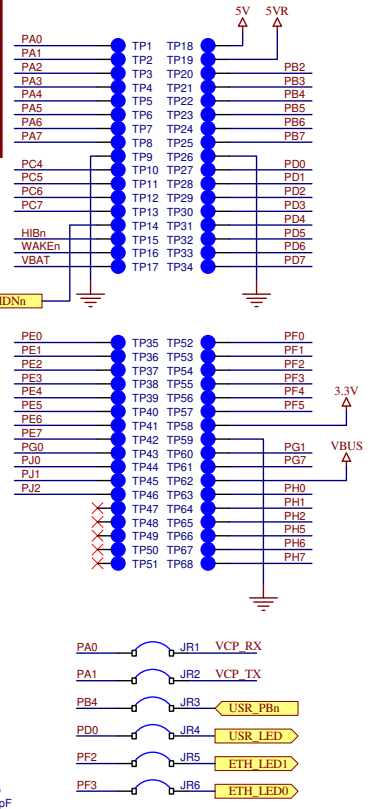 5V 5VR
PA0 TP1 TP18
PA1 TP2 TP19
PA2 TP3 TP20 PB2
PA3 TP4 TP21 PB3
PA4 TP5 TP22 PB4
PA5 TP6 TP23 PB5
PA6 TP7 TP24 PB6
PA7 TP8 TP25 PB7
TP9 TP26
PC4 TP10 TP27 PD0
PC5 TP11 TP28 PD1
PC6 TP12 TP29 PD2
PC7 TP13 TP30 PD3
TP14 TP31 PD4
HIBn TP15 TP32 PD5
WAKEn TP16 TP33 PD6
VBAT TP17 TP34 PD7
IDNn
PE0 TP35 TP52 PF0
PE1 TP36 TP53 PF1
PE2 TP37 TP54 PF2
PE3 TP38 TP55 PF3
PE4 TP39 TP56 PF4
PE5 TP40 TP57 PF5
PE6 TP41 TP58 3.3V
PE7 TP42 TP59
PG0 TP43 TP60 PG1
PJ0 TP44 TP61 PG7
PJ1 TP45 TP62 VBUS
PJ2 TP46 TP63 PH0
TP47 TP64 PH1
TP48 TP65 PH2
TP49 TP66 PH5
TP50 TP67 PH6
TP51 TP68 PH7
PA0 JR1 VCP_RX
PA1 JR2 VCP_TX
PB4 JR3 USR_PBn
PD0 JR4 USR_LED
PF2 JR5 ETH_LED1
PF3 JR6 ETH_LED0
pF